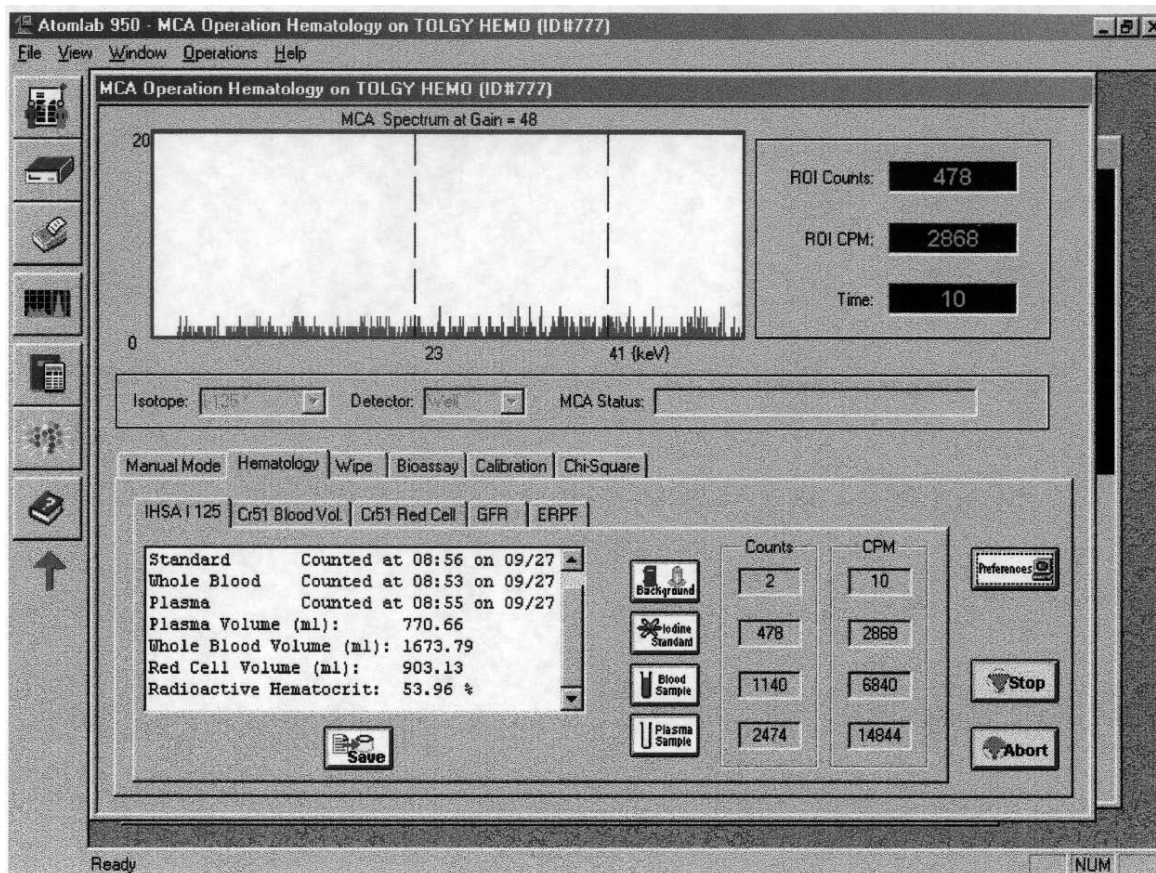 Atomlab 950 - MCA Operation Hematology on TOLGY HEMO (ID#777)
File View Window Operations Help
MCA Operation Hematology on TOLGY HEMO (ID#777)
MCA Spectrum at Gain = 48
20
0
23
41 (keV)
ROI Counts: 478
ROI CPM: 2868
Time: 10
Isotope: I-125 Detector: Well MCA Status:
Manual Mode Hematology Wipe Bioassay Calibration Chi-Square
IHSA I 125 Cr51 Blood Vol. Cr51 Red Cell GFR ERPF
Standard Counted at 08:56 on 09/27
Whole Blood Counted at 08:53 on 09/27
Plasma Counted at 08:55 on 09/27
Plasma Volume (ml): 770.66
Whole Blood Volume (ml): 1673.79
Red Cell Volume (ml): 903.13
Radioactive Hematocrit: 53.96 %
Save
Counts CPM
Background 2 10
Iodine Standard 478 2868
Blood Sample 1140 6840
Plasma Sample 2474 14844
Preferences
Stop
Abort
Ready
NUM